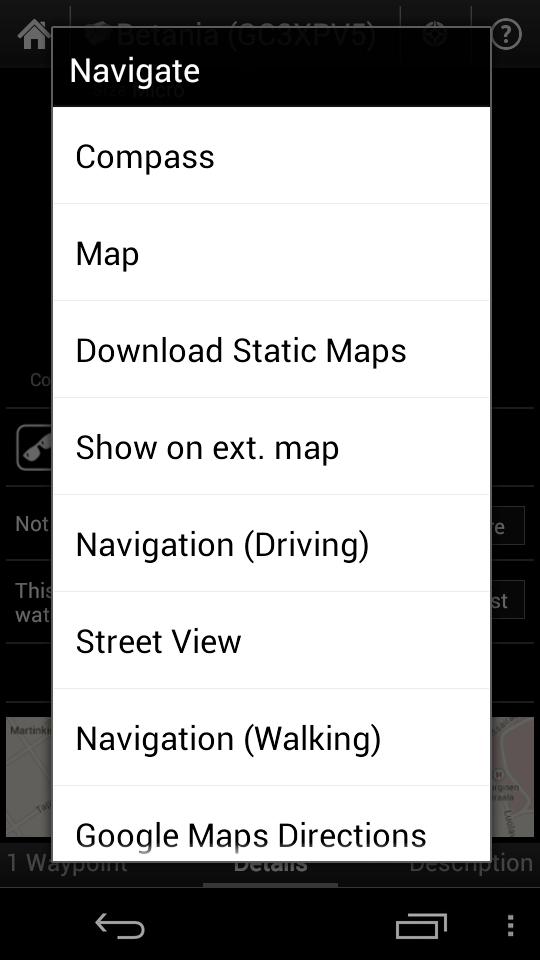 Betania (GC3XPV5)
Navigate
Compass
Map
Download Static Maps
Show on ext. map
Navigation (Driving)
Street View
Navigation (Walking)
Google Maps Directions
1 Waypoint
Details
Description